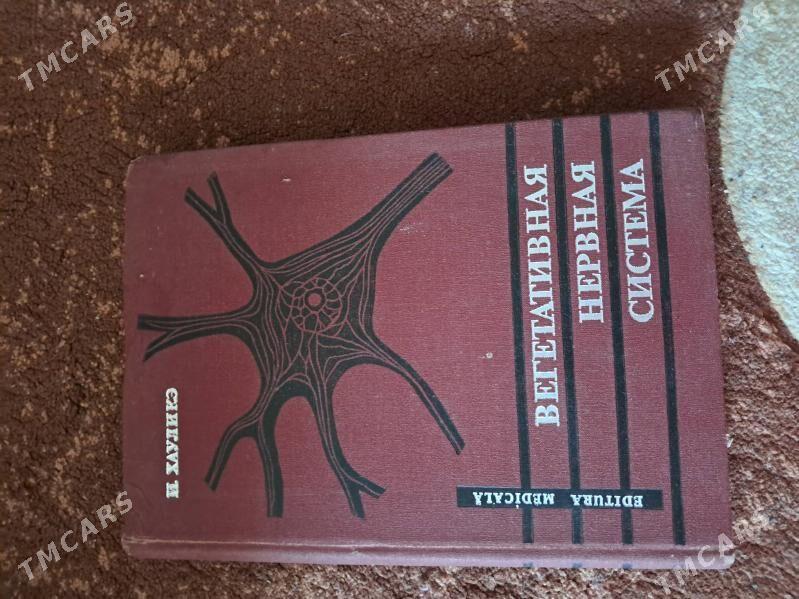 И. ХАУЛИКЭ
ВЕГЕТАТИВНАЯ
НЕРВНАЯ
СИСТЕМА
EDITURA MEDICALĂ
TMCARS
TMCARS
TMCARS
TMCARS